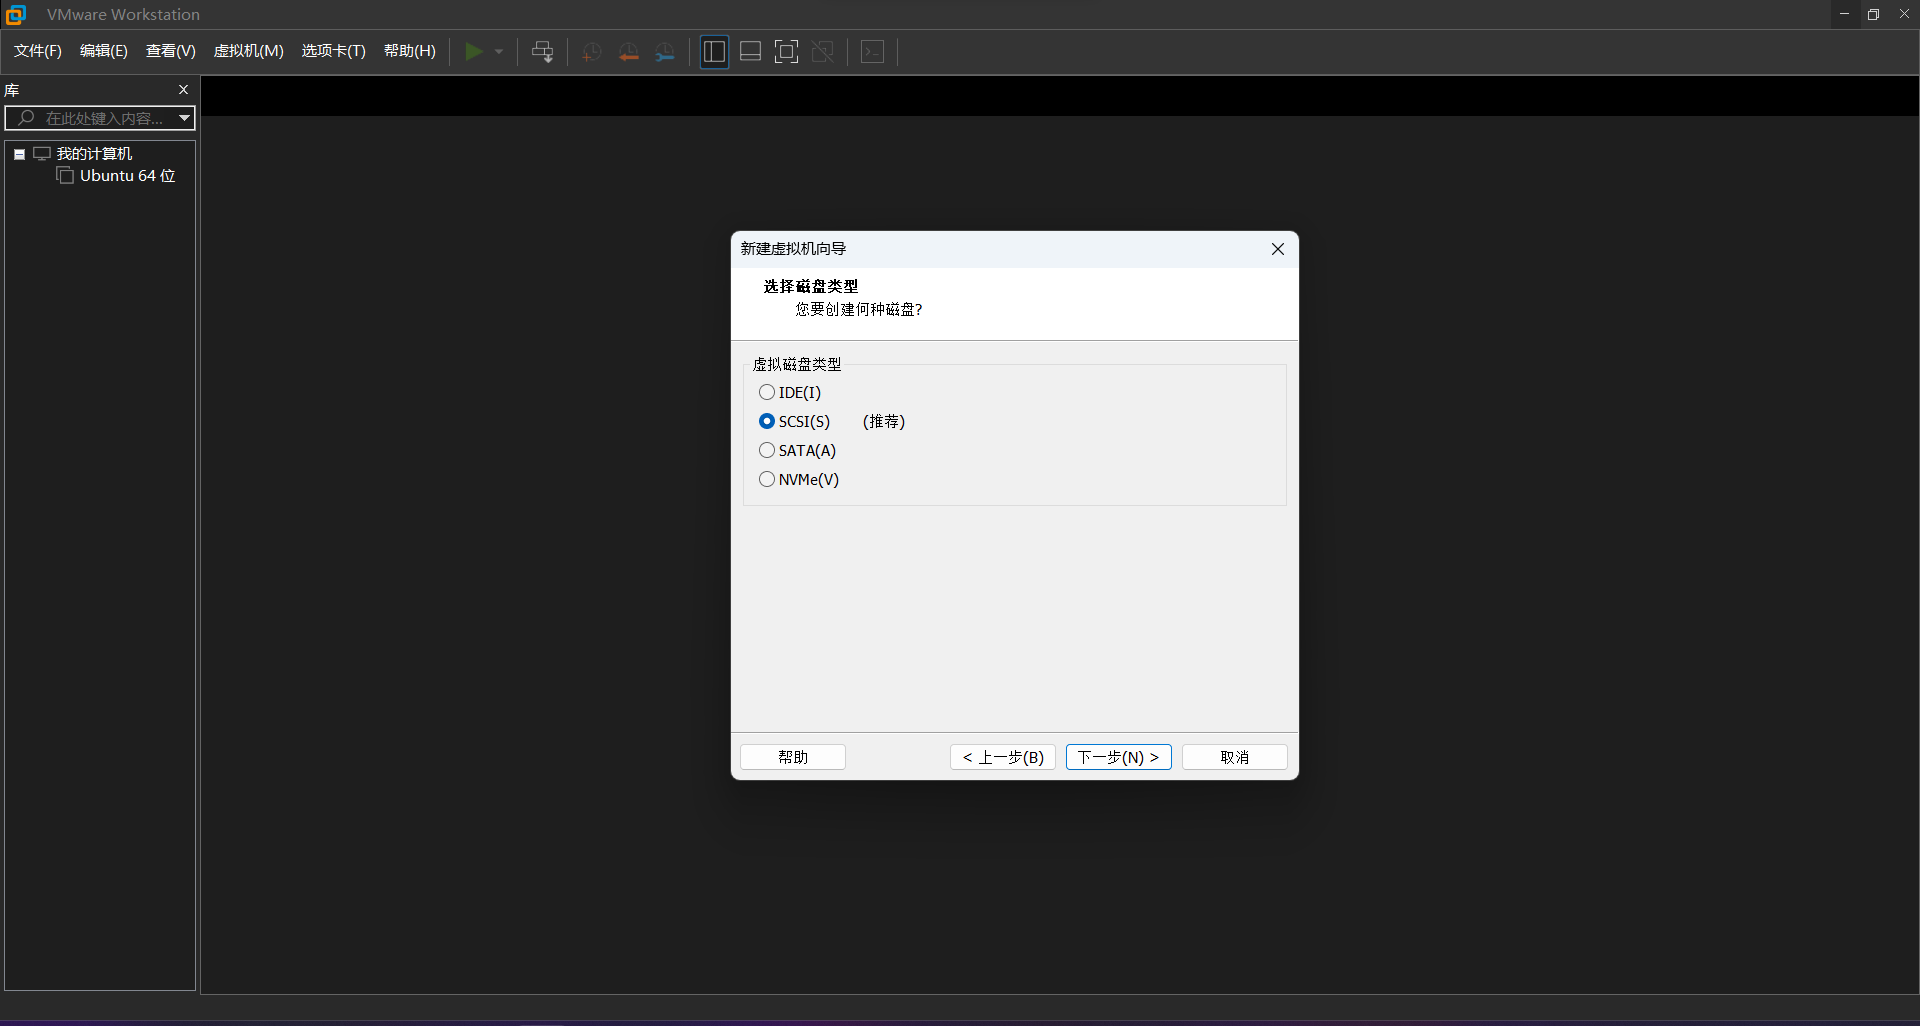 VMware Workstation
文件(F) 编辑(E) 查看(V) 虚拟机(M) 选项卡(T) 帮助(H)
库
在此处键入内容...
我的计算机
Ubuntu 64 位
新建虚拟机向导
选择磁盘类型
您要创建何种磁盘?
虚拟磁盘类型
IDE(I)
SCSI(S) (推荐)
SATA(A)
NVMe(V)
帮助 < 上一步(B) 下一步(N) > 取消